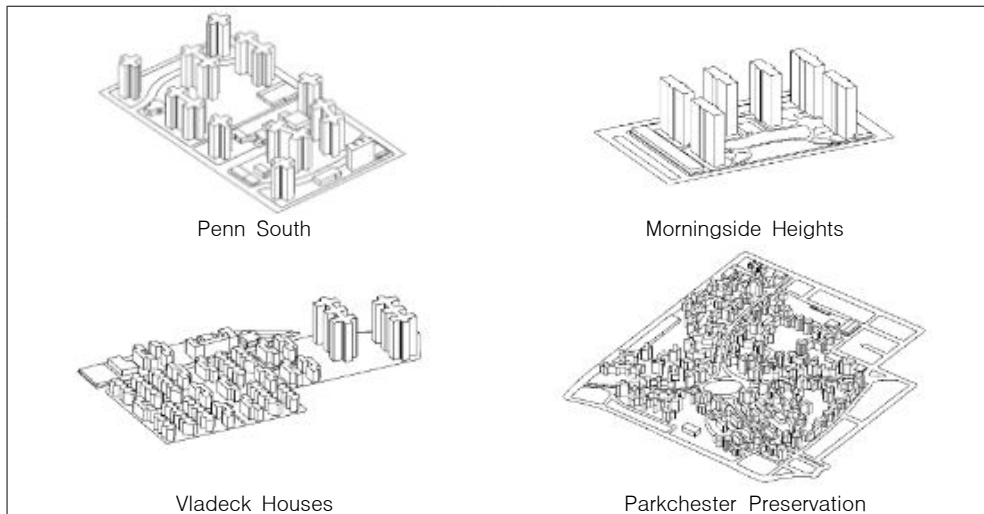 Penn South
Morningside Heights
Vladeck Houses
Parkchester Preservation